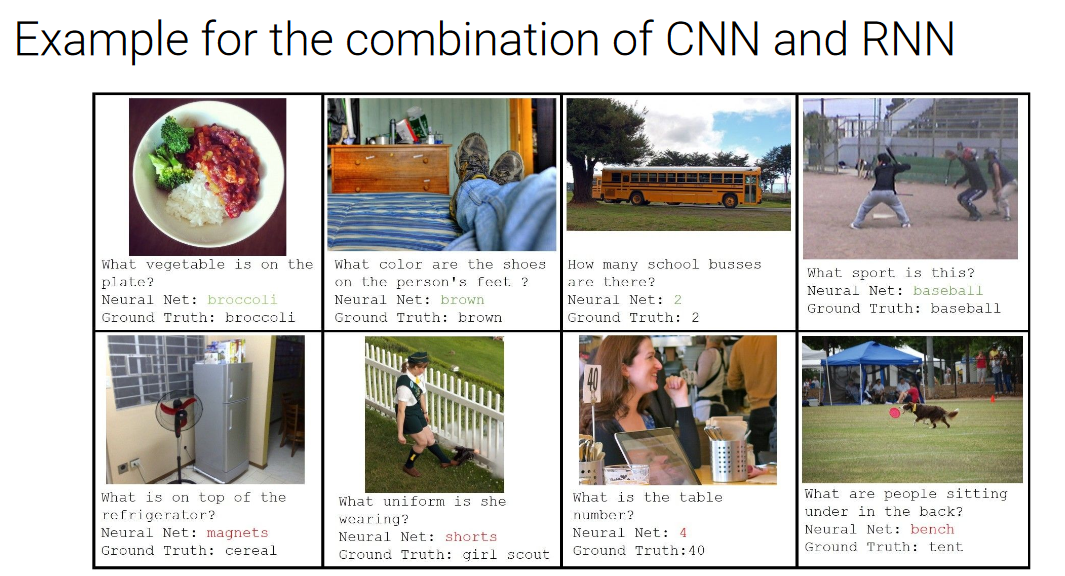 Example for the combination of CNN and RNN
What vegetable is on the
plate?
Neural Net: broccoli
Ground Truth: broccoli
What color are the shoes
on the person's feet ?
Neural Net: brown
Ground Truth: brown
How many school busses
are there?
Neural Net: 2
Ground Truth: 2
What sport is this?
Neural Net: baseball
Ground Truth: baseball
What is on top of the
refrigerator?
Neural Net: magnets
Ground Truth: cereal
What uniform is she
wearing?
Neural Net: shorts
Ground Truth: girl scout
40
What is the table
number?
Neural Net: 4
Ground Truth:40
What are people sitting
under in the back?
Neural Net: bench
Ground Truth: tent